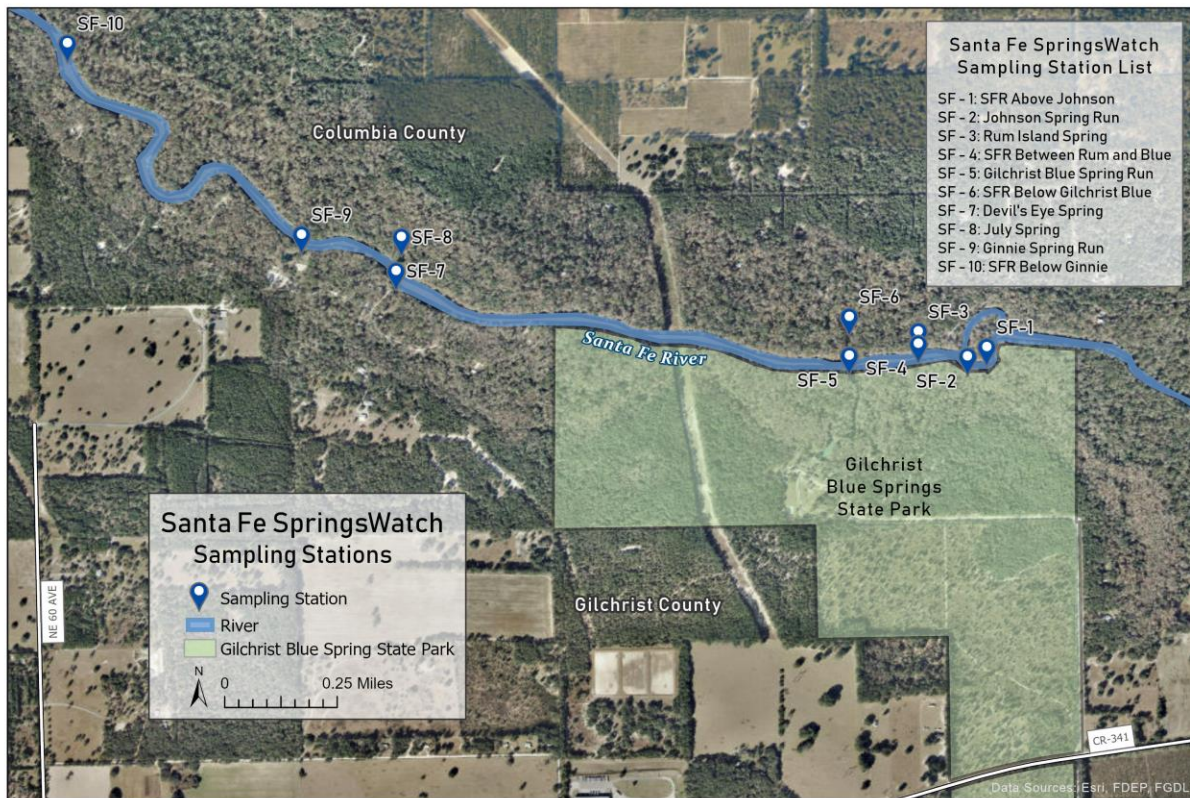 SF-10
Columbia County
SF-9
SF-8
SF-7
SF-6
SF-3
SF-1
SF-5
SF-4
SF-2
Santa Fe River
Gilchrist
Blue Springs
State Park
Gilchrist County
NE 60 AVE
CR-341
Santa Fe SpringsWatch
Sampling Station List
SF - 1: SFR Above Johnson
SF - 2: Johnson Spring Run
SF - 3: Rum Island Spring
SF - 4: SFR Between Rum and Blue
SF - 5: Gilchrist Blue Spring Run
SF - 6: SFR Below Gilchrist Blue
SF - 7: Devil's Eye Spring
SF - 8: July Spring
SF - 9: Ginnie Spring Run
SF - 10: SFR Below Ginnie
Santa Fe SpringsWatch
Sampling Stations
Sampling Station
River
Gilchrist Blue Spring State Park
N
0 0.25 Miles
Data Sources: Esri, FDEP, FGDL